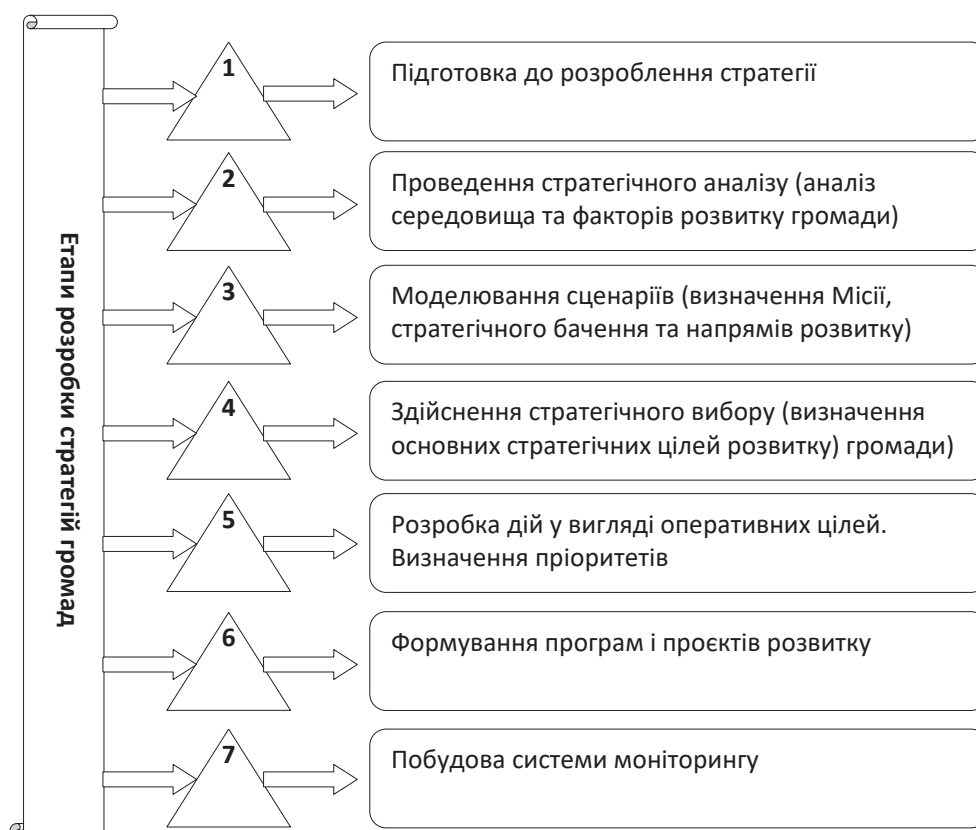 Етапи розробки стратегій громад
1
Підготовка до розроблення стратегії
2
Проведення стратегічного аналізу (аналіз
середовища та факторів розвитку громади)
3
Моделювання сценаріїв (визначення Місії,
стратегічного бачення та напрямів розвитку)
4
Здійснення стратегічного вибору (визначення
основних стратегічних цілей розвитку) громади)
5
Розробка дій у вигляді оперативних цілей.
Визначення пріоритетів
6
Формування програм і проєктів розвитку
7
Побудова системи моніторингу